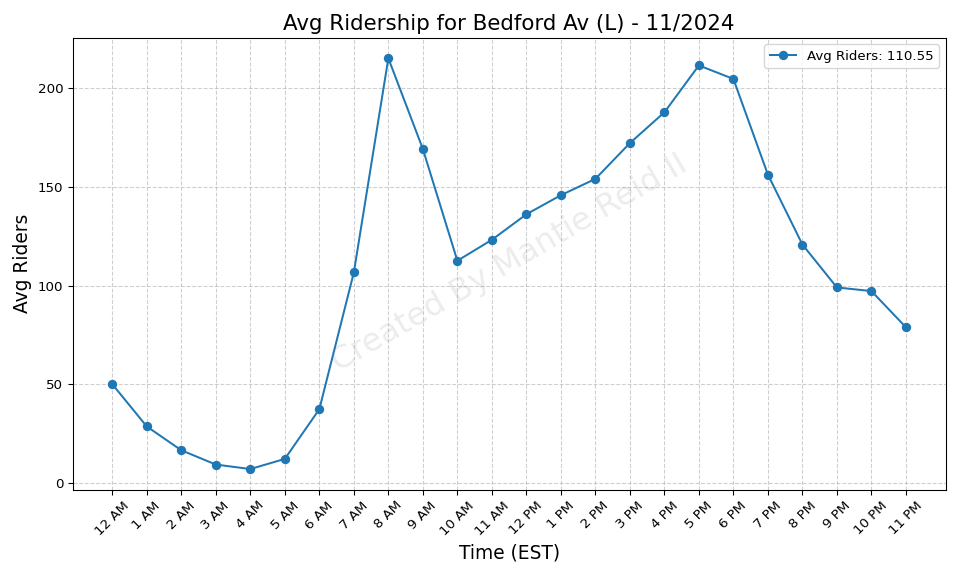 Avg Ridership for Bedford Av (L) - 11/2024
Avg Riders: 110.55
Avg Riders
200
150
100
50
0
Created By Mantie Reid II
12 AM
1 AM
2 AM
3 AM
4 AM
5 AM
6 AM
7 AM
8 AM
9 AM
10 AM
11 AM
12 PM
1 PM
2 PM
3 PM
4 PM
5 PM
6 PM
7 PM
8 PM
9 PM
10 PM
11 PM
Time (EST)